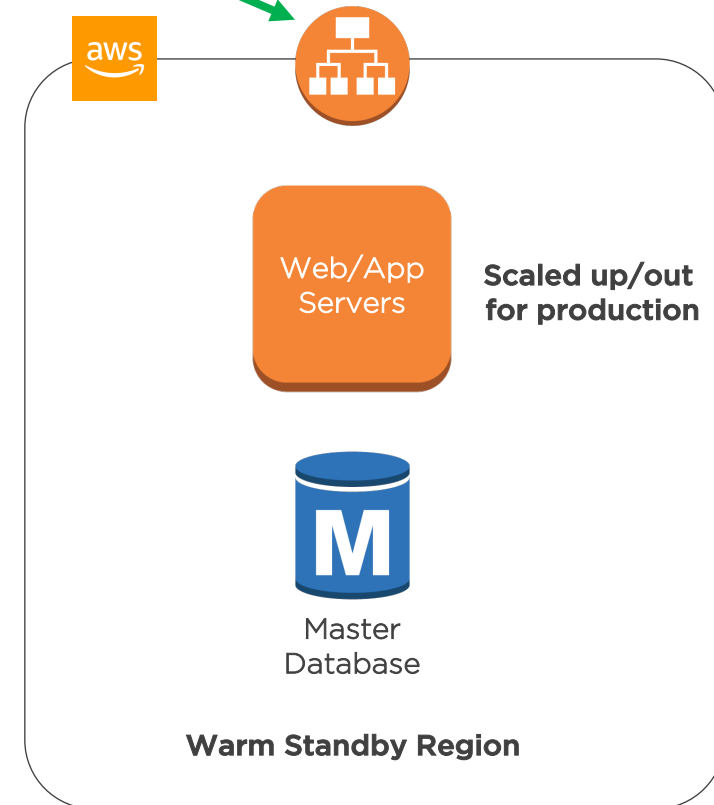 aws
Web/App
Servers
Scaled up/out
for production
M
Master
Database
Warm Standby Region